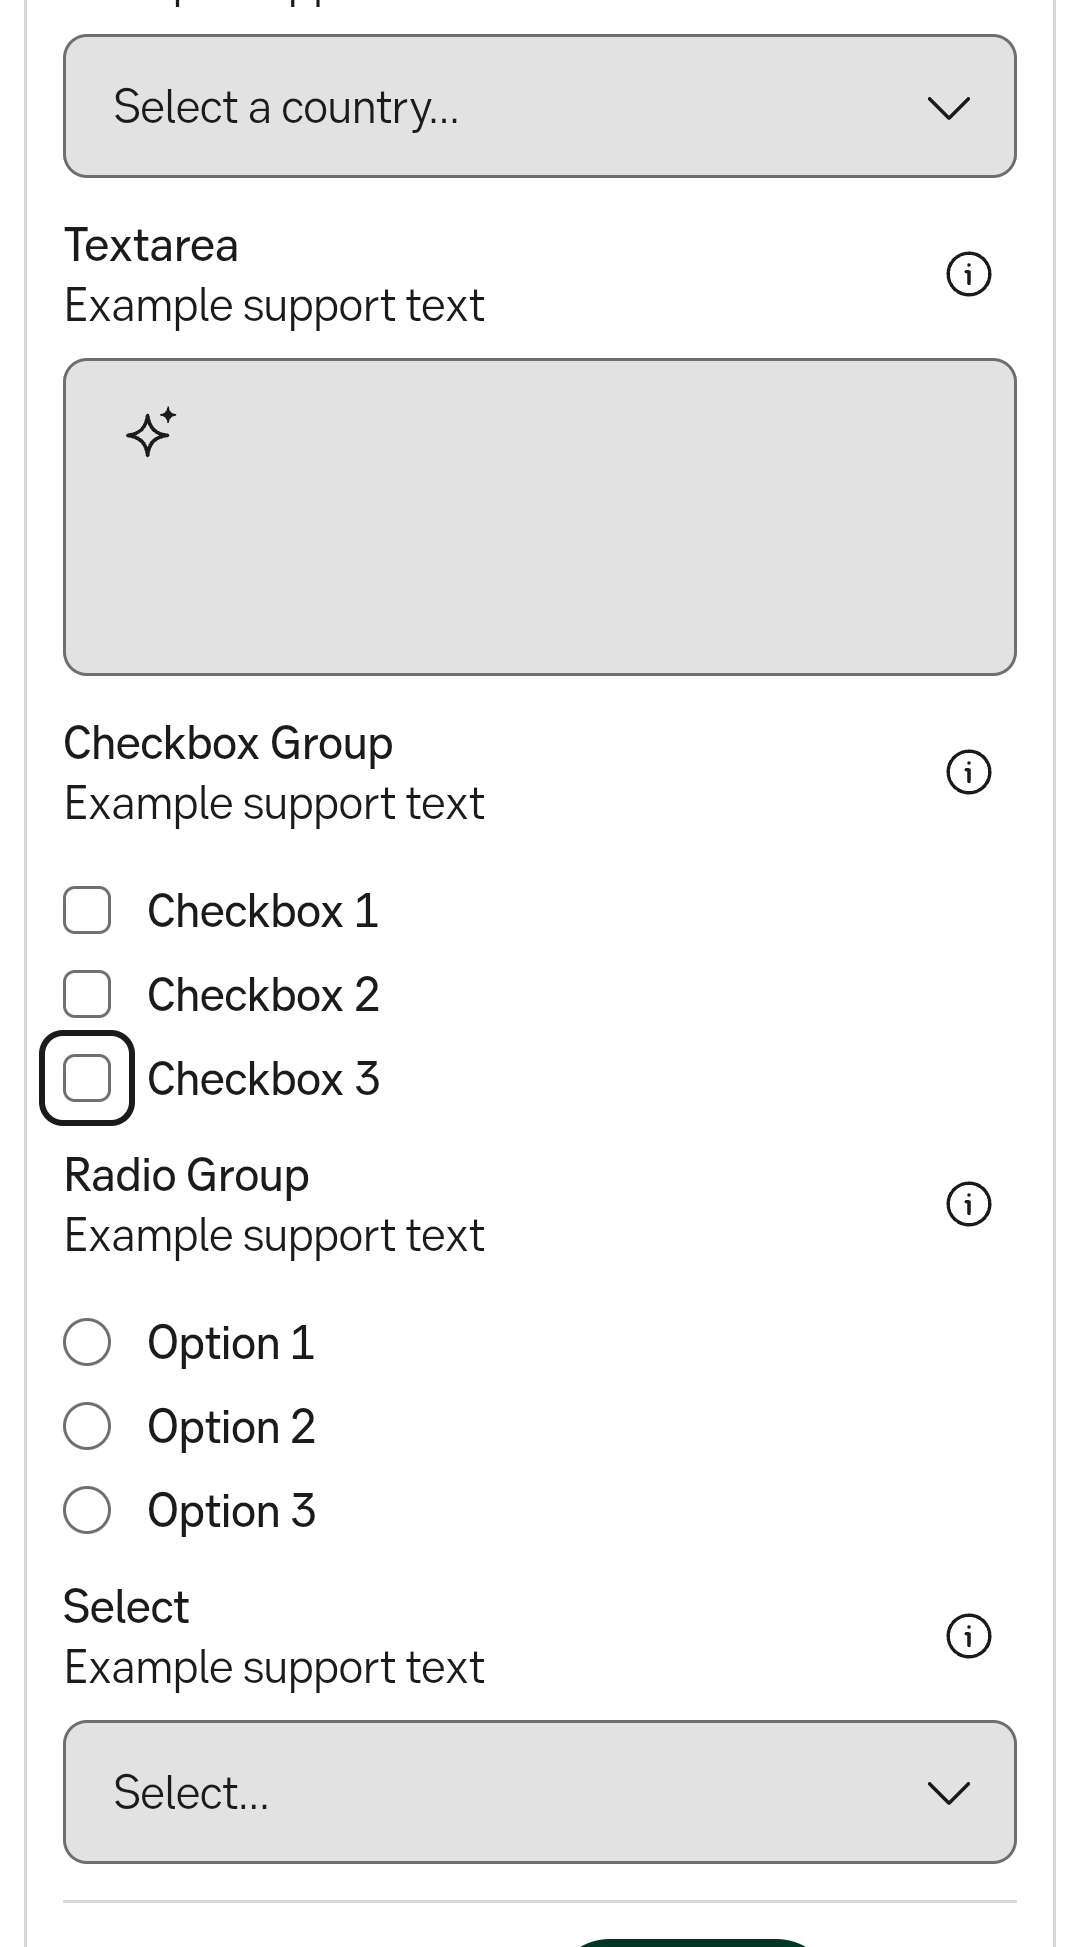 Select a country...
Textarea
Example support text
Checkbox Group
Example support text
Checkbox 1
Checkbox 2
Checkbox 3
Radio Group
Example support text
Option 1
Option 2
Option 3
Select
Example support text
Select...